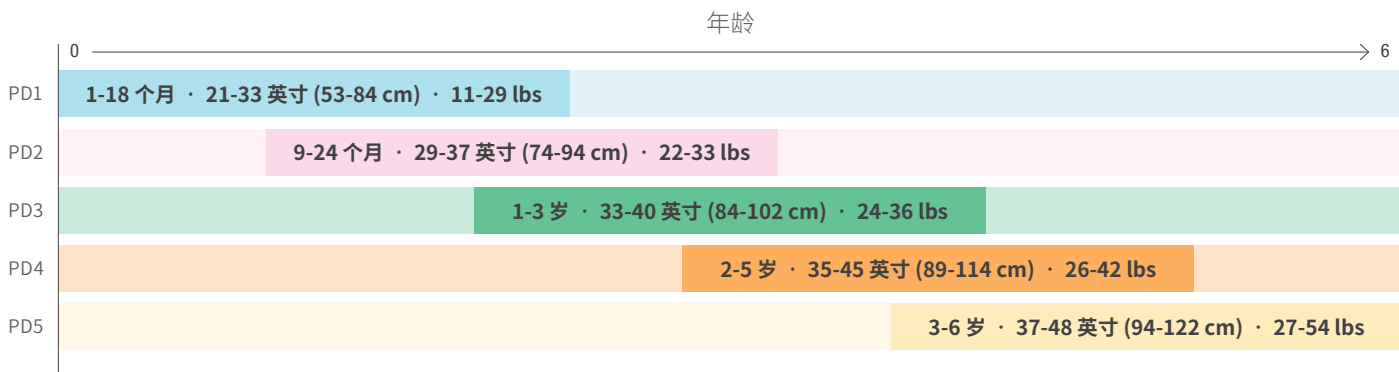 年龄
0 6
PD1 1-18 个月 · 21-33 英寸 (53-84 cm) · 11-29 lbs
PD2 9-24 个月 · 29-37 英寸 (74-94 cm) · 22-33 lbs
PD3 1-3 岁 · 33-40 英寸 (84-102 cm) · 24-36 lbs
PD4 2-5 岁 · 35-45 英寸 (89-114 cm) · 26-42 lbs
PD5 3-6 岁 · 37-48 英寸 (94-122 cm) · 27-54 lbs